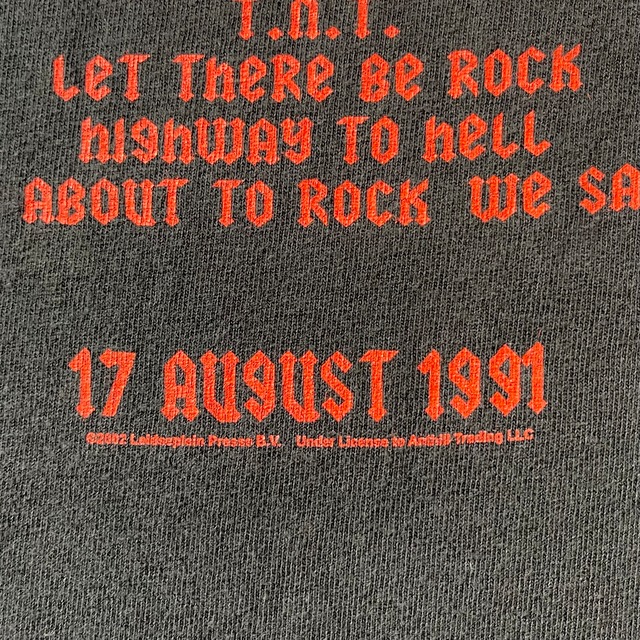 T.N.T.
LET THERE BE ROCK
HIGHWAY TO HELL
ABOUT TO ROCK WE SA
17 AUGUST 1991
©2002 Leidseplein Presse B.V. Under License to Anthill Trading LLC